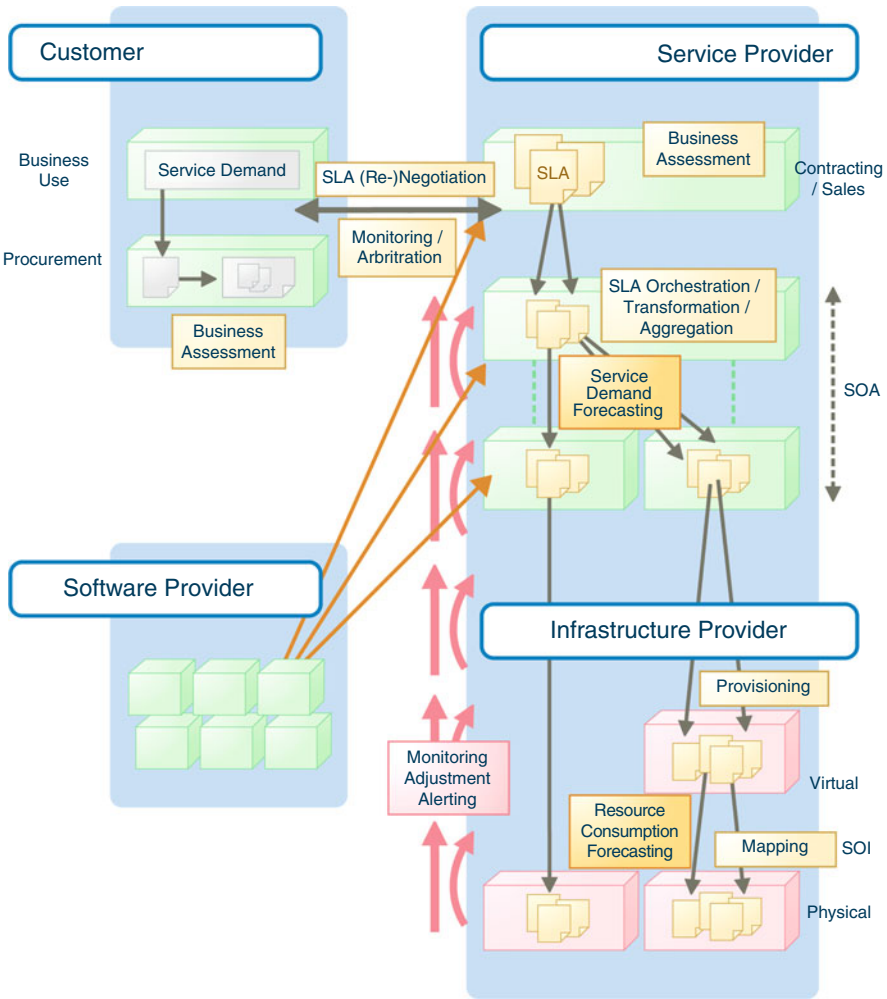 Customer
Service Provider
Business
Use
Service Demand
SLA (Re-)Negotiation
SLA
Business
Assessment
Contracting
/ Sales
Monitoring /
Arbritration
Procurement
Business
Assessment
SLA Orchestration /
Transformation /
Aggregation
Service
Demand
Forecasting
SOA
Software Provider
Infrastructure Provider
Provisioning
Monitoring
Adjustment
Alerting
Virtual
Resource
Consumption
Forecasting
Mapping
SOI
Physical